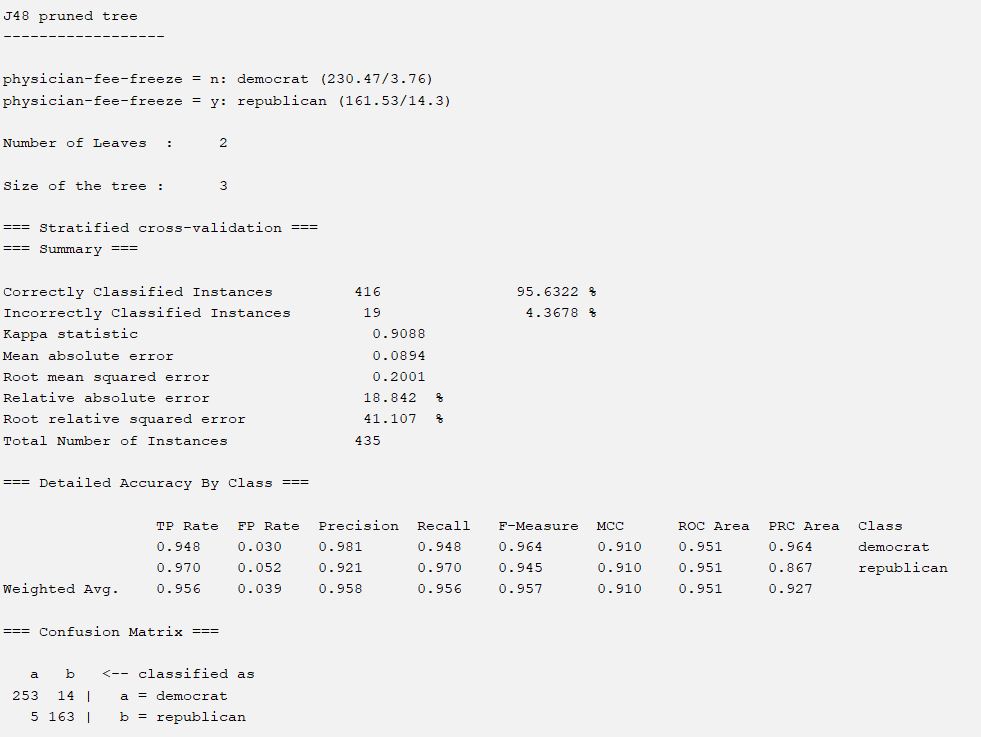 J48 pruned tree
------------------
physician-fee-freeze = n: democrat (230.47/3.76)
physician-fee-freeze = y: republican (161.53/14.3)
Number of Leaves  :     2
Size of the tree :      3
=== Stratified cross-validation ===
=== Summary ===
Correctly Classified Instances         416               95.6322 %
Incorrectly Classified Instances        19                4.3678 %
Kappa statistic                          0.9088
Mean absolute error                      0.0894
Root mean squared error                  0.2001
Relative absolute error                 18.842  %
Root relative squared error             41.107  %
Total Number of Instances              435
=== Detailed Accuracy By Class ===
                 TP Rate  FP Rate  Precision  Recall   F-Measure  MCC      ROC Area  PRC Area  Class
                 0.948    0.030    0.981      0.948    0.964      0.910    0.951     0.964     democrat
                 0.970    0.052    0.921      0.970    0.945      0.910    0.951     0.867     republican
Weighted Avg.    0.956    0.039    0.958      0.956    0.957      0.910    0.951     0.927
=== Confusion Matrix ===
   a   b   <-- classified as
 253  14 |   a = democrat
   5 163 |   b = republican